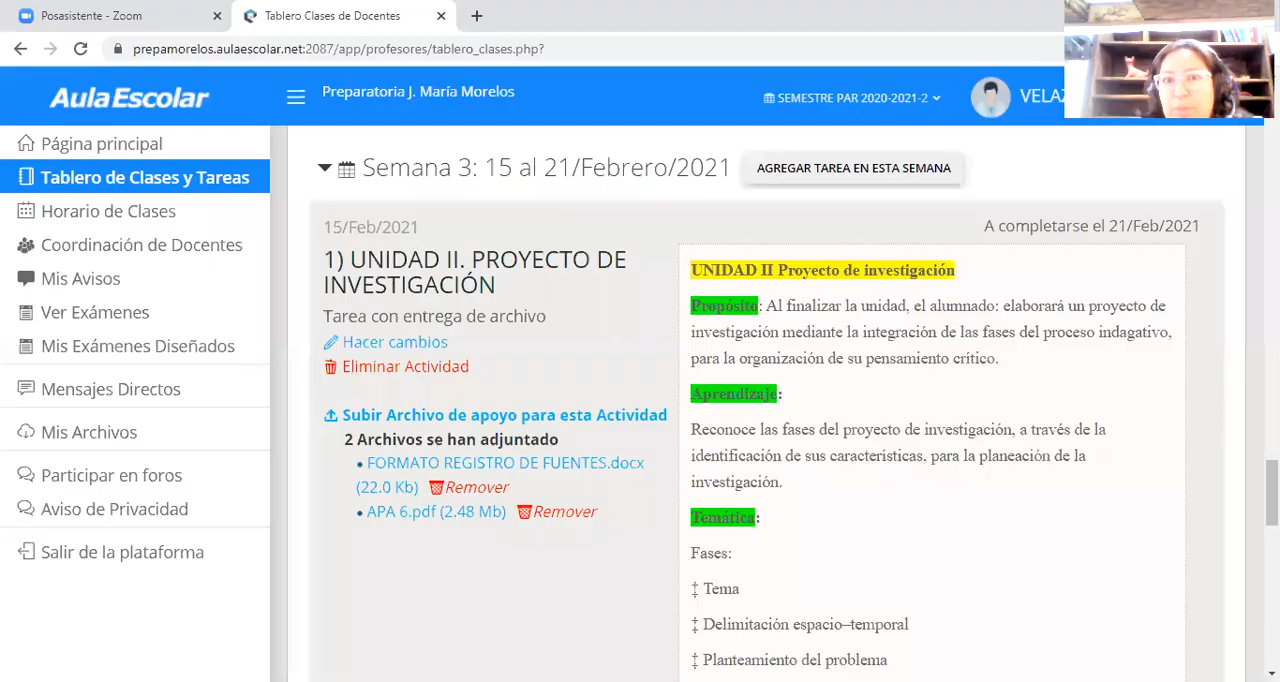 Posasistente - Zoom
Tablero Clases de Docentes
prepamorelos.aulaescolar.net:2087/app/profesores/tablero_clases.php?
AulaEscolar
Preparatoria J. María Morelos
SEMESTRE PAR 2020-2021-2
VELAZ
Página principal
Tablero de Clases y Tareas
Horario de Clases
Coordinación de Docentes
Mis Avisos
Ver Exámenes
Mis Exámenes Diseñados
Mensajes Directos
Mis Archivos
Participar en foros
Aviso de Privacidad
Salir de la plataforma
Semana 3: 15 al 21/Febrero/2021
AGREGAR TAREA EN ESTA SEMANA
15/Feb/2021
A completarse el 21/Feb/2021
1) UNIDAD II. PROYECTO DE
INVESTIGACIÓN
Tarea con entrega de archivo
Hacer cambios
Eliminar Actividad
Subir Archivo de apoyo para esta Actividad
2 Archivos se han adjuntado
• FORMATO REGISTRO DE FUENTES.docx
(22.0 Kb) Remover
• APA 6.pdf (2.48 Mb) Remover
UNIDAD II Proyecto de investigación
Propósito: Al finalizar la unidad, el alumnado: elaborará un proyecto de
investigación mediante la integración de las fases del proceso indagativo,
para la organización de su pensamiento crítico.
Aprendizaje:
Reconoce las fases del proyecto de investigación, a través de la
identificación de sus características, para la planeación de la
investigación.
Temática:
Fases:
‡ Tema
‡ Delimitación espacio–temporal
‡ Planteamiento del problema